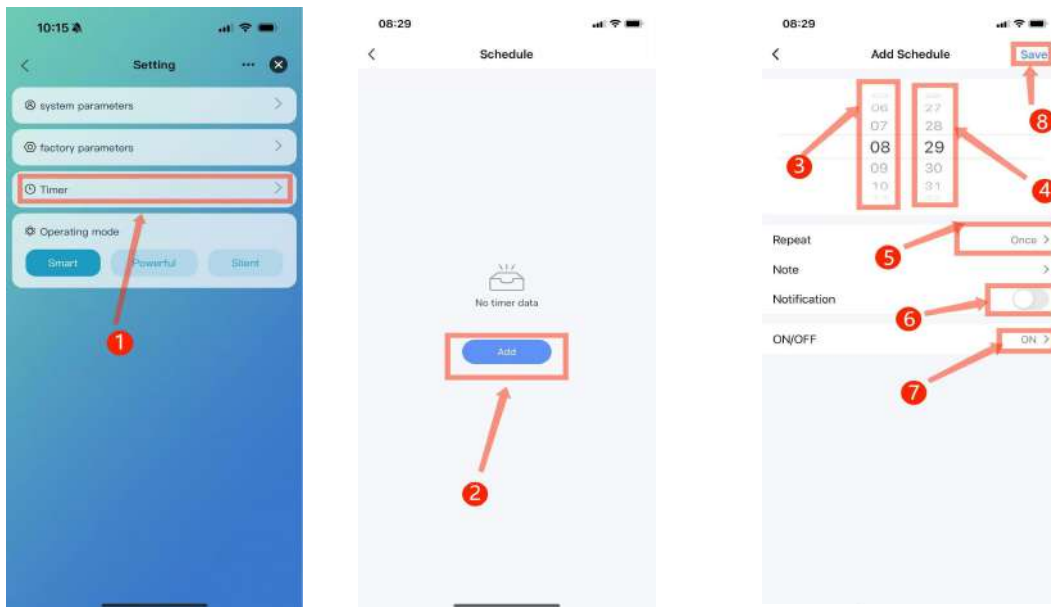 10:15
Setting
system parameters
factory parameters
Timer
Operating mode
Smart
Powerful
Silent
1
08:29
Schedule
No timer data
Add
2
08:29
Add Schedule
Save
8
06
27
07
28
08
29
3
09
30
10
31
4
Repeat
Once
5
Note
Notification
6
ON/OFF
ON
7